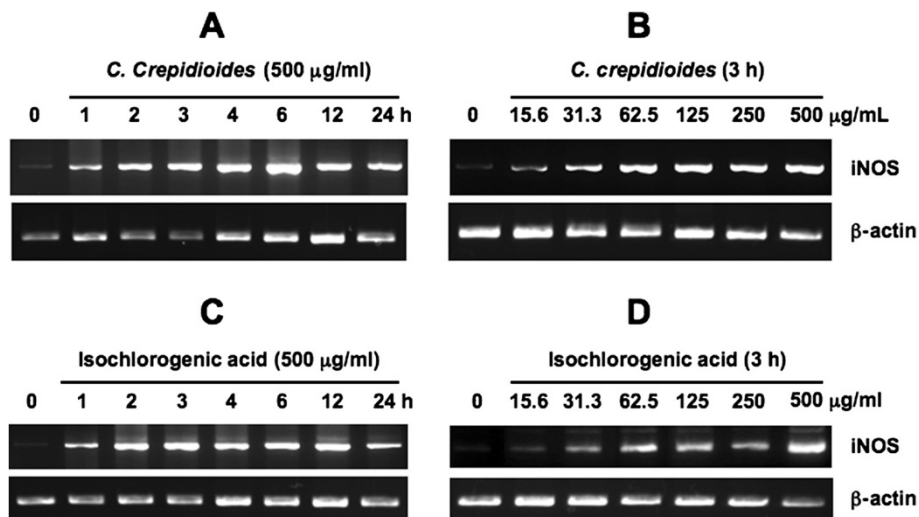 A
C. Crepidioides (500 µg/ml)
0 1 2 3 4 6 12 24 h
iNOS
β-actin
B
C. crepidioides (3 h)
0 15.6 31.3 62.5 125 250 500 µg/mL
iNOS
β-actin
C
Isochlorogenic acid (500 µg/ml)
0 1 2 3 4 6 12 24 h
D
Isochlorogenic acid (3 h)
0 15.6 31.3 62.5 125 250 500 µg/ml
iNOS
β-actin